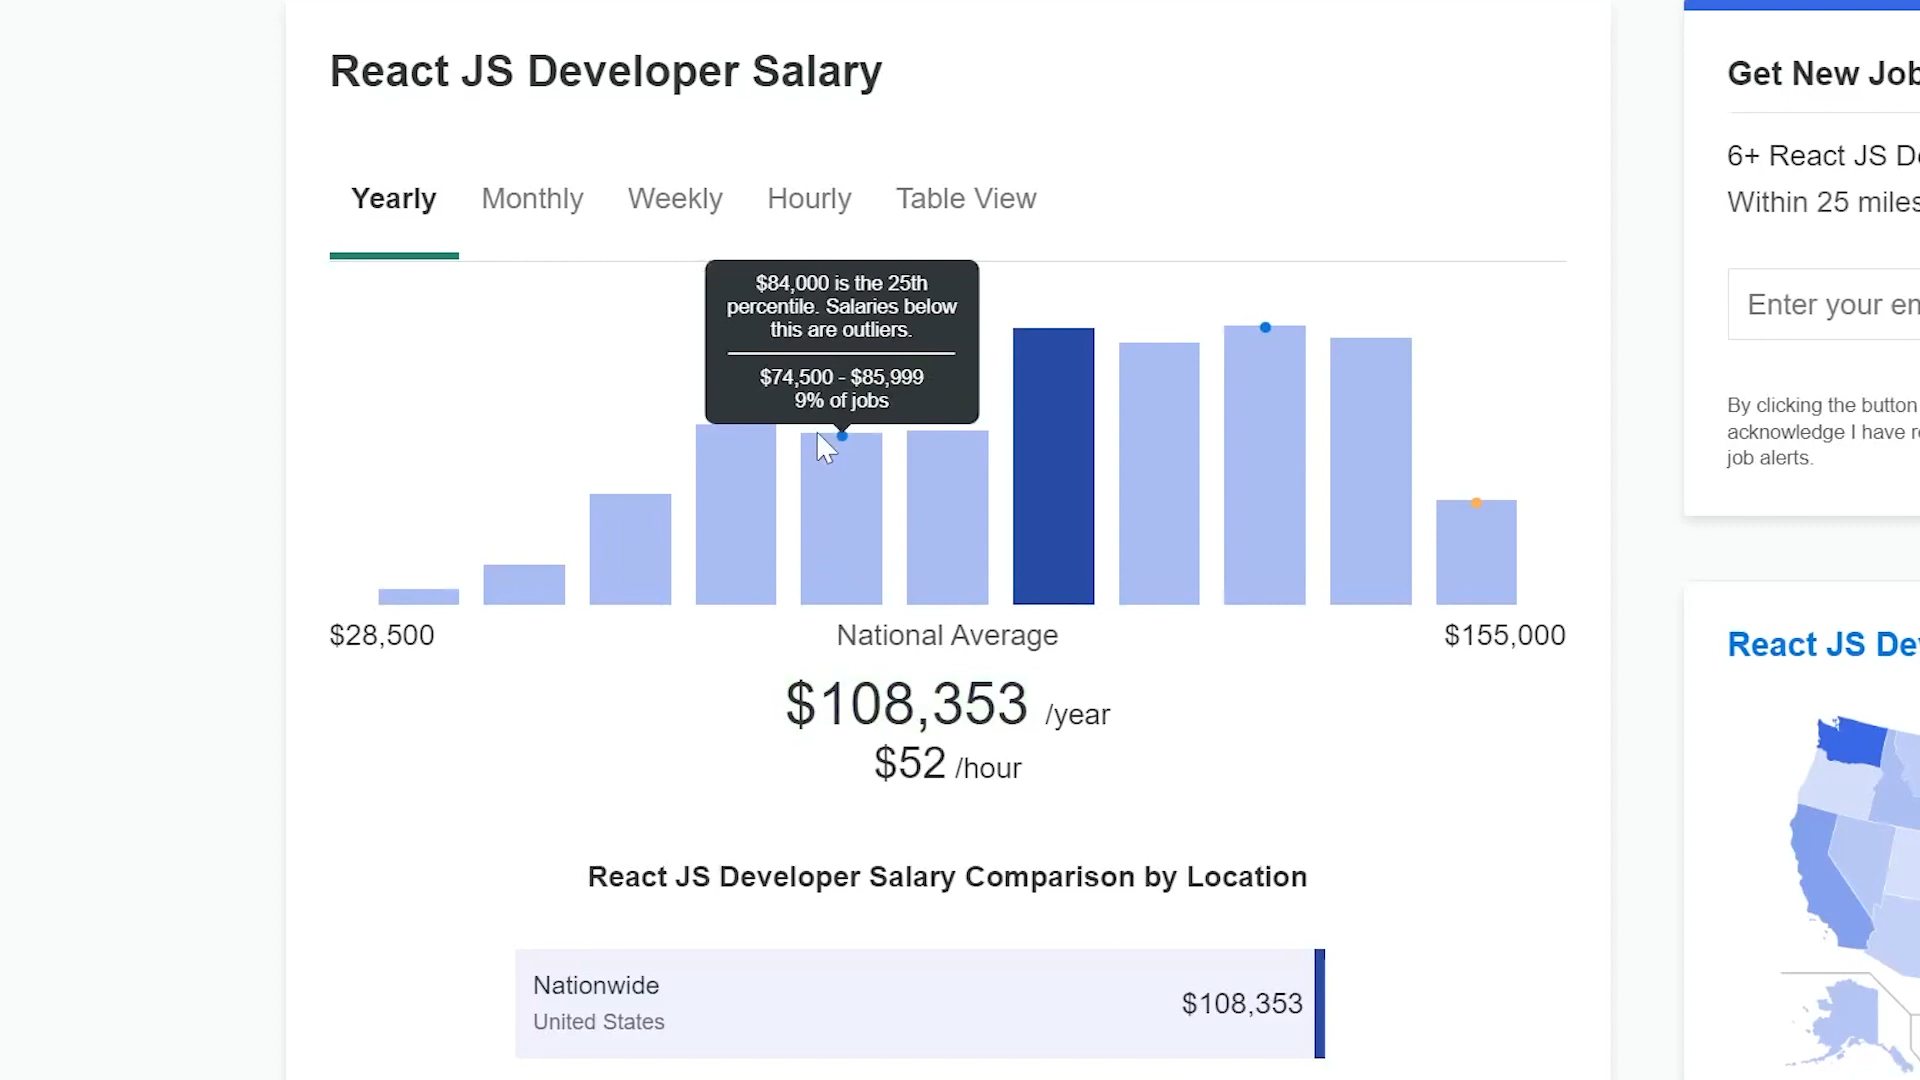 React JS Developer Salary
Yearly Monthly Weekly Hourly Table View
$84,000 is the 25th
percentile. Salaries below
this are outliers.
$74,500 - $85,999
9% of jobs
$28,500 National Average $155,000
$108,353 /year
$52 /hour
React JS Developer Salary Comparison by Location
Nationwide
United States
$108,353
Get New Job
6+ React JS De
Within 25 miles
Enter your em
By clicking the button
acknowledge I have re
job alerts.
React JS Dev